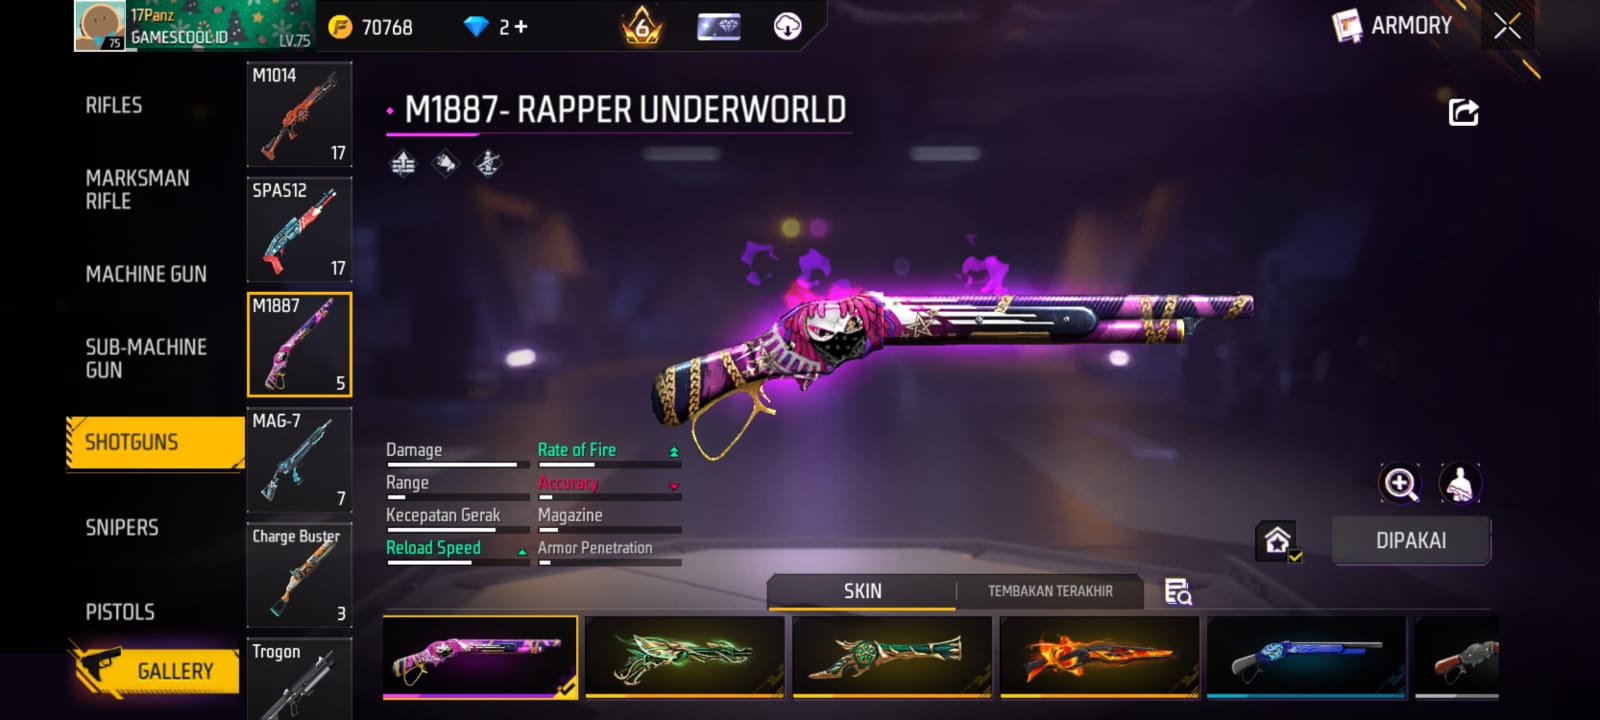 17Panz
GAMESCOOL.ID
75
LV.75
70768
2 +
6
ARMORY
RIFLES
MARKSMAN
RIFLE
MACHINE GUN
SUB-MACHINE
GUN
SHOTGUNS
SNIPERS
PISTOLS
GALLERY
M1014
17
SPAS12
17
M1887
5
MAG-7
7
Charge Buster
3
Trogon
M1887- RAPPER UNDERWORLD
Damage
Rate of Fire
Range
Accuracy
Kecepatan Gerak
Magazine
Reload Speed
Armor Penetration
DIPAKAI
SKIN
TEMBAKAN TERAKHIR